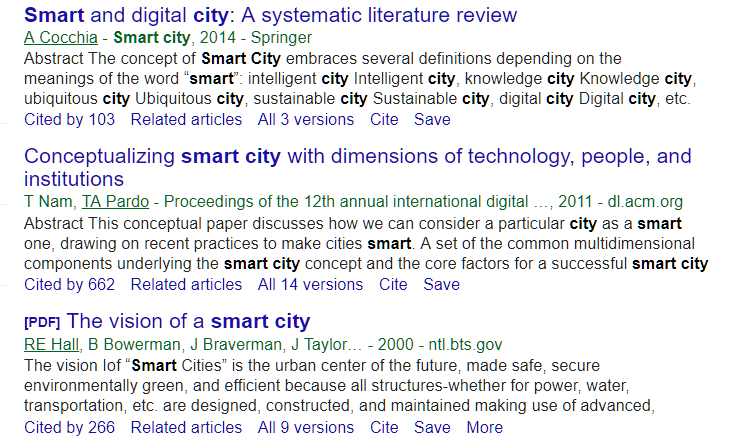 Smart and digital city: A systematic literature review
A Cocchia - Smart city, 2014 - Springer
Abstract The concept of Smart City embraces several definitions depending on the
meanings of the word “smart”: intelligent city Intelligent city, knowledge city Knowledge city,
ubiquitous city Ubiquitous city, sustainable city Sustainable city, digital city Digital city, etc.
Cited by 103 Related articles All 3 versions Cite Save
Conceptualizing smart city with dimensions of technology, people, and
institutions
T Nam, TA Pardo - Proceedings of the 12th annual international digital …, 2011 - dl.acm.org
Abstract This conceptual paper discusses how we can consider a particular city as a smart
one, drawing on recent practices to make cities smart. A set of the common multidimensional
components underlying the smart city concept and the core factors for a successful smart city
Cited by 662 Related articles All 14 versions Cite Save
[PDF] The vision of a smart city
RE Hall, B Bowerman, J Braverman, J Taylor… - 2000 - ntl.bts.gov
The vision lof “Smart Cities” is the urban center of the future, made safe, secure
environmentally green, and efficient because all structures-whether for power, water,
transportation, etc. are designed, constructed, and maintained making use of advanced,
Cited by 266 Related articles All 9 versions Cite Save More